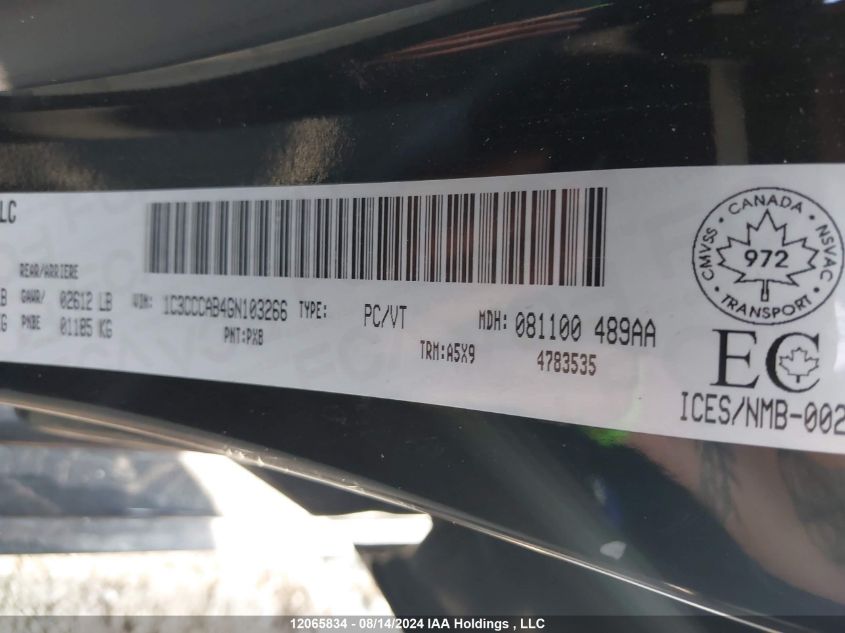 LC
REAR/ARRIERE
B GAWR/ 02612 LB
KG PNBE 01185 KG
VIN: 1C3CCCAB4GN103266 TYPE: PC/VT MDH: 081100 489AA
PNT:PXB TRM:A5X9 4783535
CMVSS • CANADA • NSVAC • TRANSPORT •
972
EC
ICES/NMB-002
12065834 - 08/14/2024 IAA Holdings , LLC